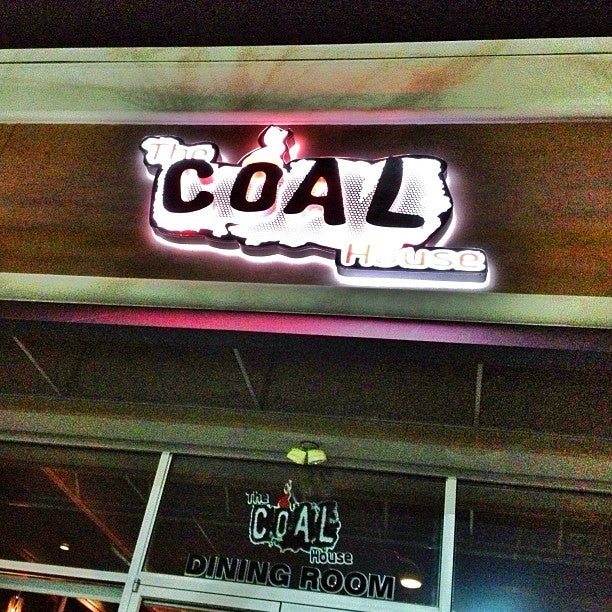 The
COAL
House
The
COAL
House
DINING ROOM